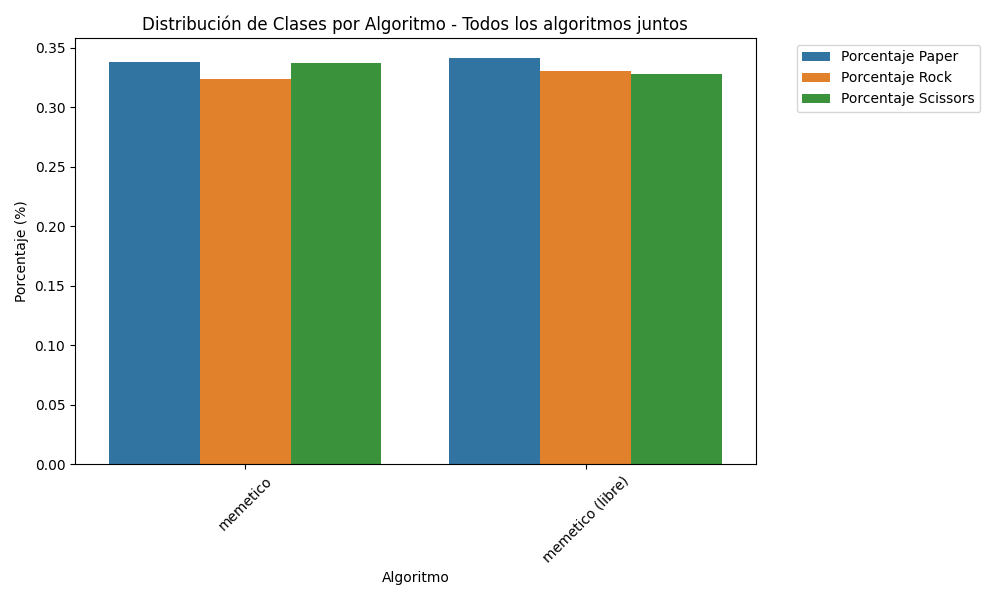 Distribución de Clases por Algoritmo - Todos los algoritmos juntos
Porcentaje Paper
Porcentaje Rock
Porcentaje Scissors
Porcentaje (%)
0.35
0.30
0.25
0.20
0.15
0.10
0.05
0.00
memetico
memetico (libre)
Algoritmo